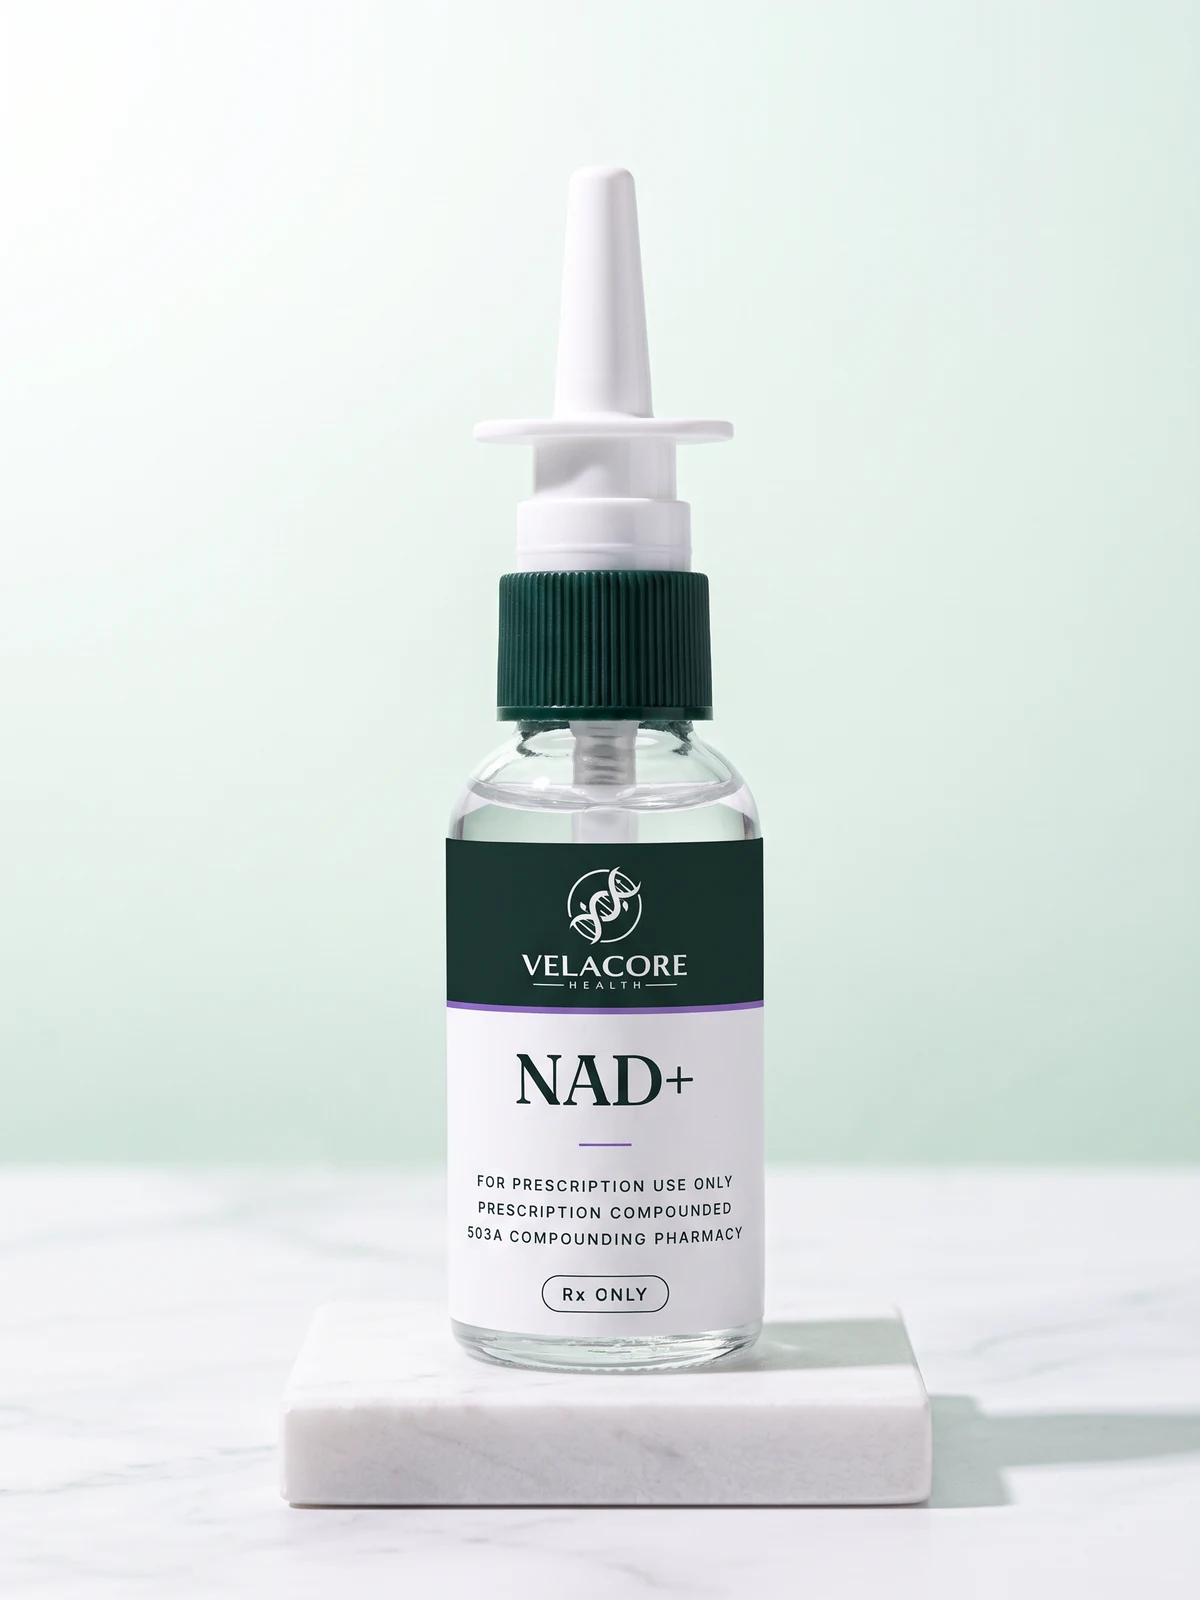 VELACORE
HEALTH
NAD+
FOR PRESCRIPTION USE ONLY
PRESCRIPTION COMPOUNDED
503A COMPOUNDING PHARMACY
Rx ONLY